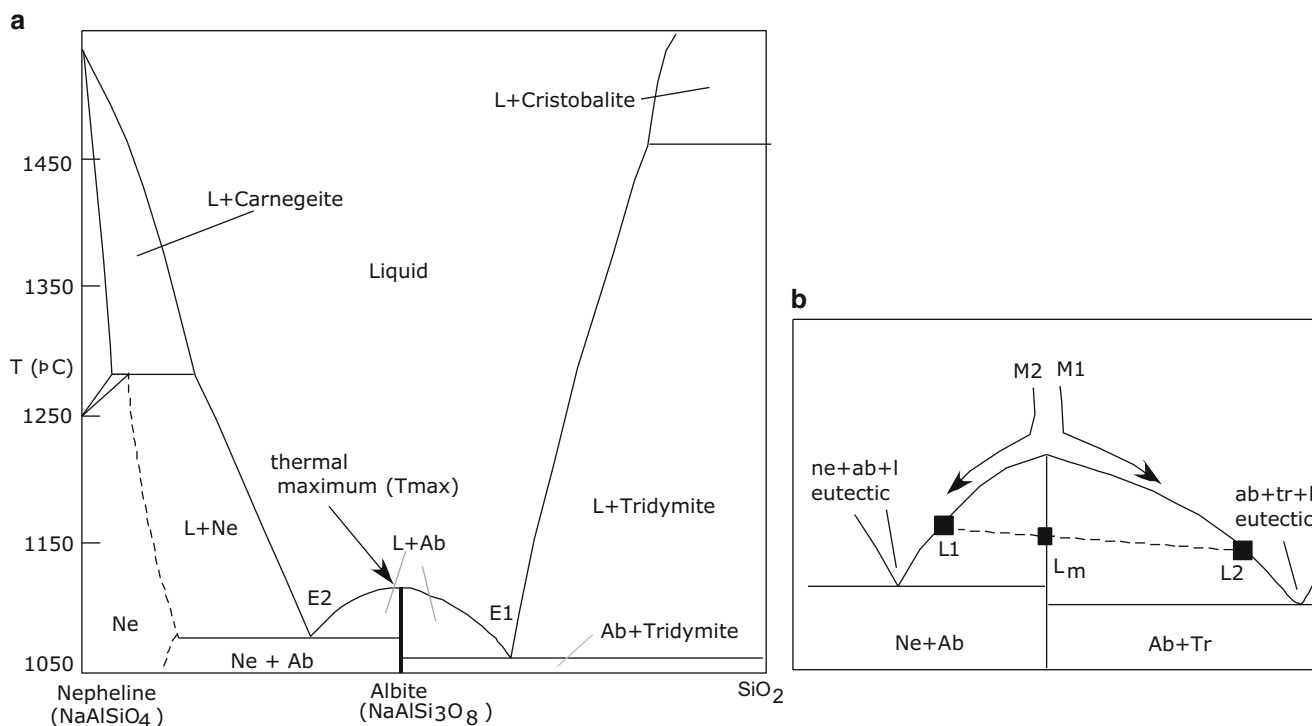 a
L+Cristobalite
1450
L+Carnegeite
Liquid
1350
b
T (þC)
M2 M1
1250
thermal
maximum (Tmax)
ne+ab+l
eutectic
ab+tr+l
eutectic
L+Ne
L+Tridymite
1150
L+Ab
L1
Lm
L2
E2
E1
Ne
Ab+Tridymite
Ne + Ab
Ne+Ab
Ab+Tr
1050
Nepheline
(NaAlSiO4)
Albite
(NaAlSi3O8)
SiO2